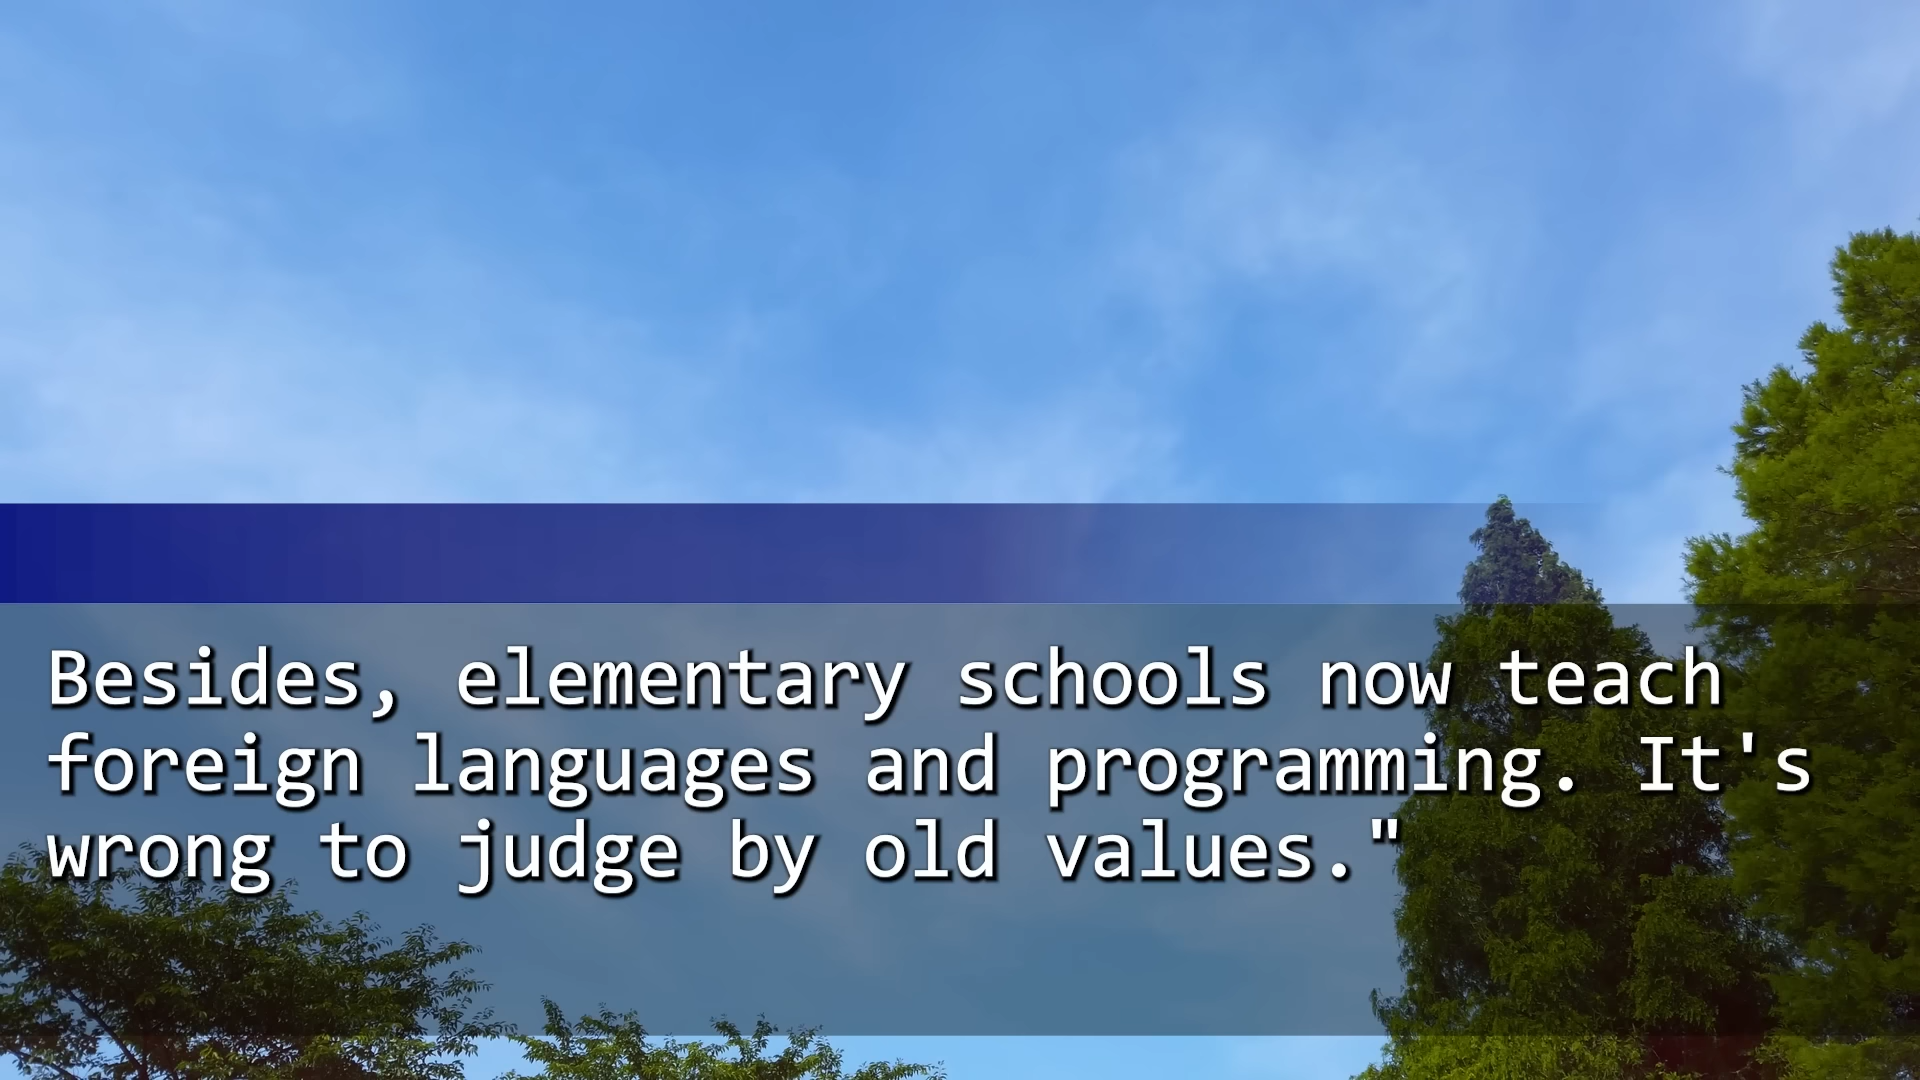 Besides, elementary schools now teach
foreign languages and programming. It's
wrong to judge by old values."